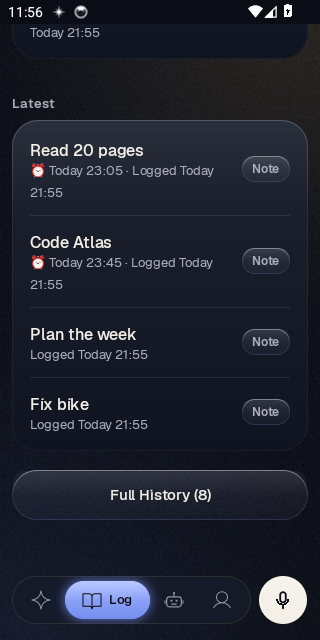 11:56
Today 21:55
Latest
Read 20 pages
⏰ Today 23:05 · Logged Today
21:55
Note
Code Atlas
⏰ Today 23:45 · Logged Today
21:55
Note
Plan the week
Logged Today 21:55
Note
Fix bike
Logged Today 21:55
Note
Full History (8)
Log